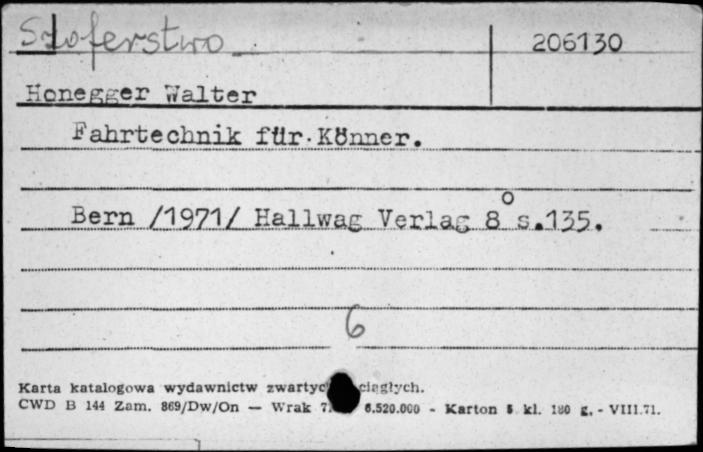 Szoferstwo 206130
Honegger Walter
Fahrtechnik für Könner.
Bern /1971/ Hallwag Verlag 8° s.135.
6
Karta katalogowa wydawnictw ciągłych.
CWD B 144 Zam. 869/Dw/On — Wrak 6.520.000 - Karton kl. 180 g. - VIII.71.